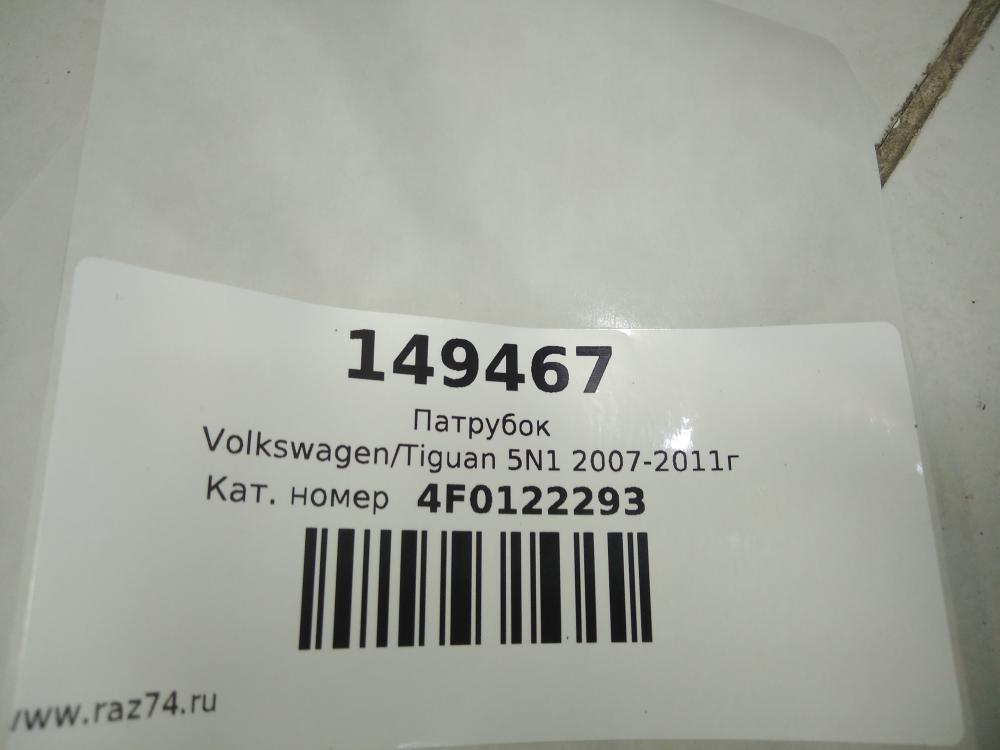 149467
Патрубок
Volkswagen/Tiguan 5N1 2007-2011г
Кат. номер 4F0122293
www.raz74.ru